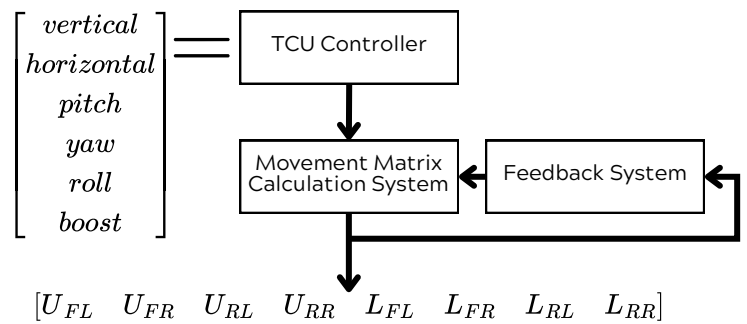 vertical
horizontal
pitch
yaw
roll
boost
TCU Controller
Movement Matrix
Calculation System
Feedback System
[U_FL U_FR U_RL U_RR L_FL L_FR L_RL L_RR]